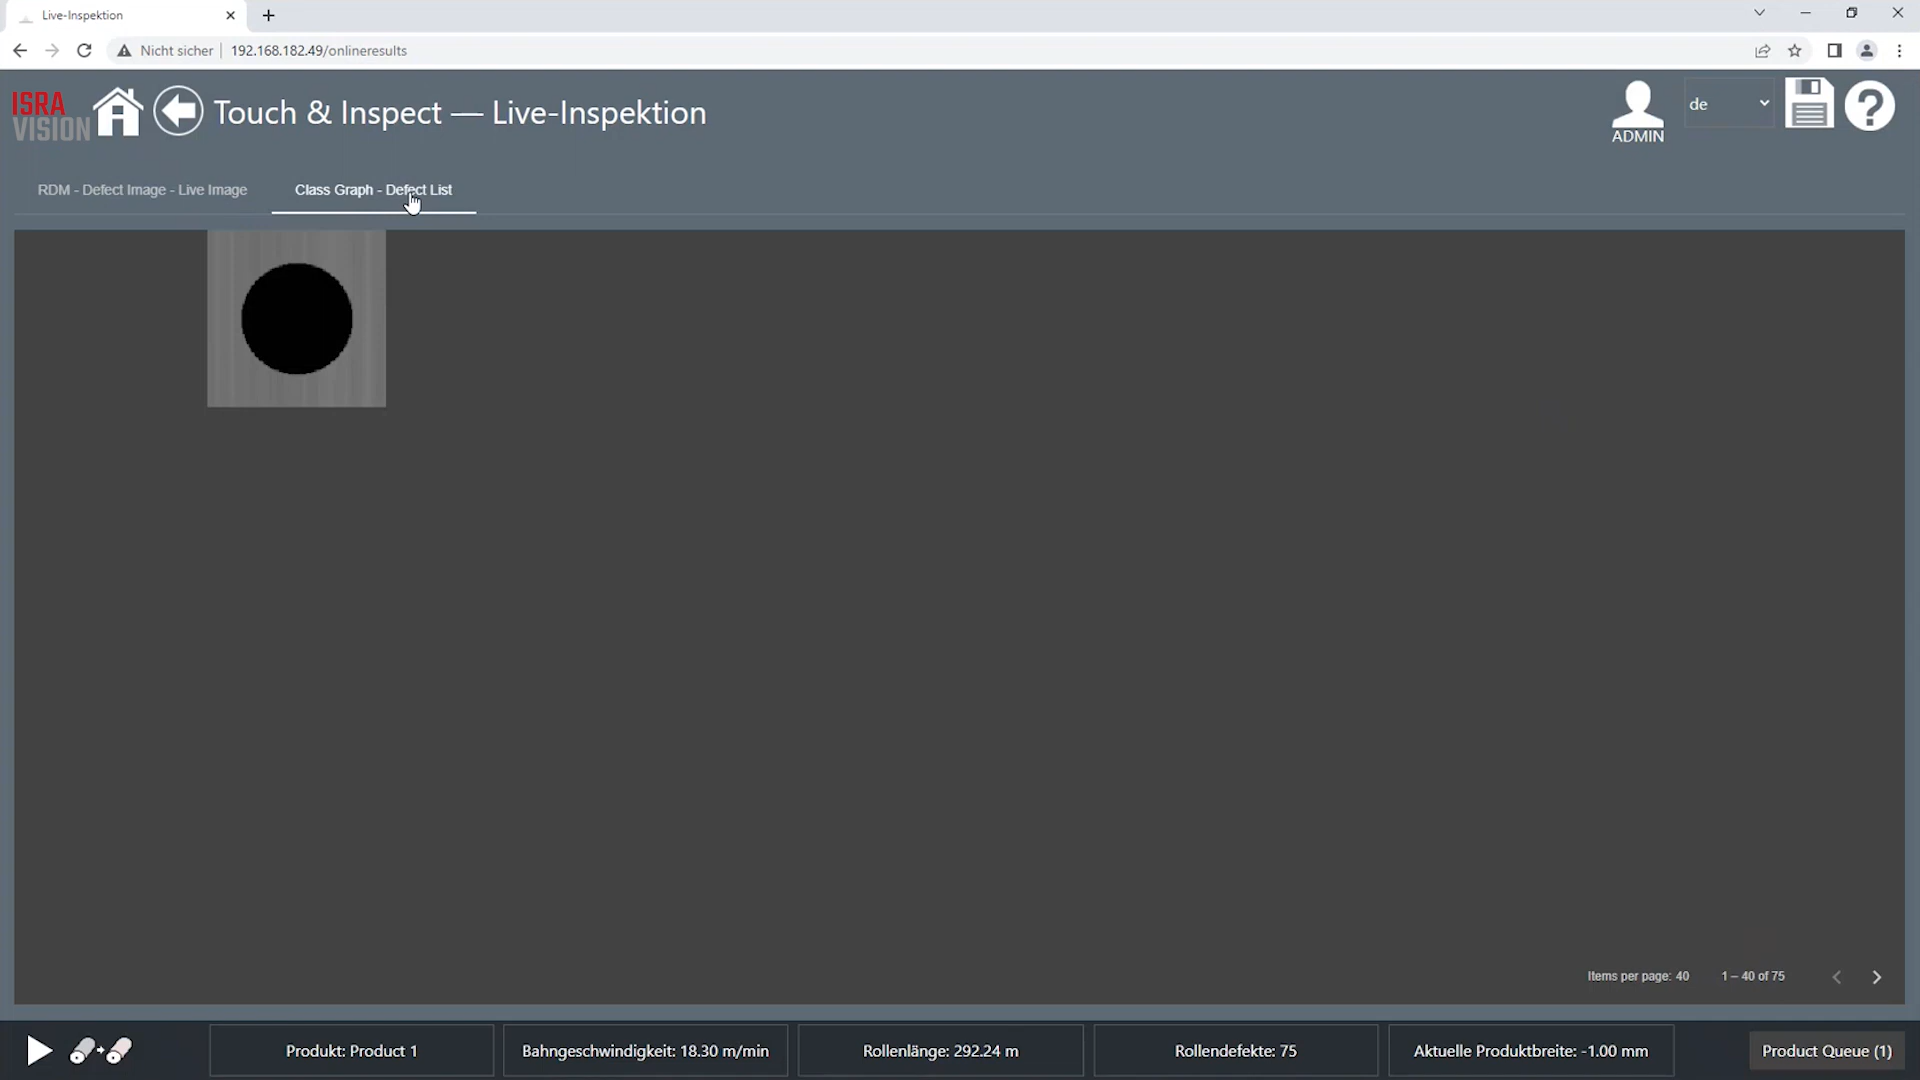 Live-Inspektion
Nicht sicher 192.168.182.49/onlineresults
ISRA
VISION
Touch & Inspect — Live-Inspektion
ADMIN
de
RDM - Defect Image - Live Image
Class Graph - Defect List
Items per page: 40
1 – 40 of 75
Produkt: Product 1
Bahngeschwindigkeit: 18.30 m/min
Rollenlänge: 292.24 m
Rollendefekte: 75
Aktuelle Produktbreite: -1.00 mm
Product Queue (1)